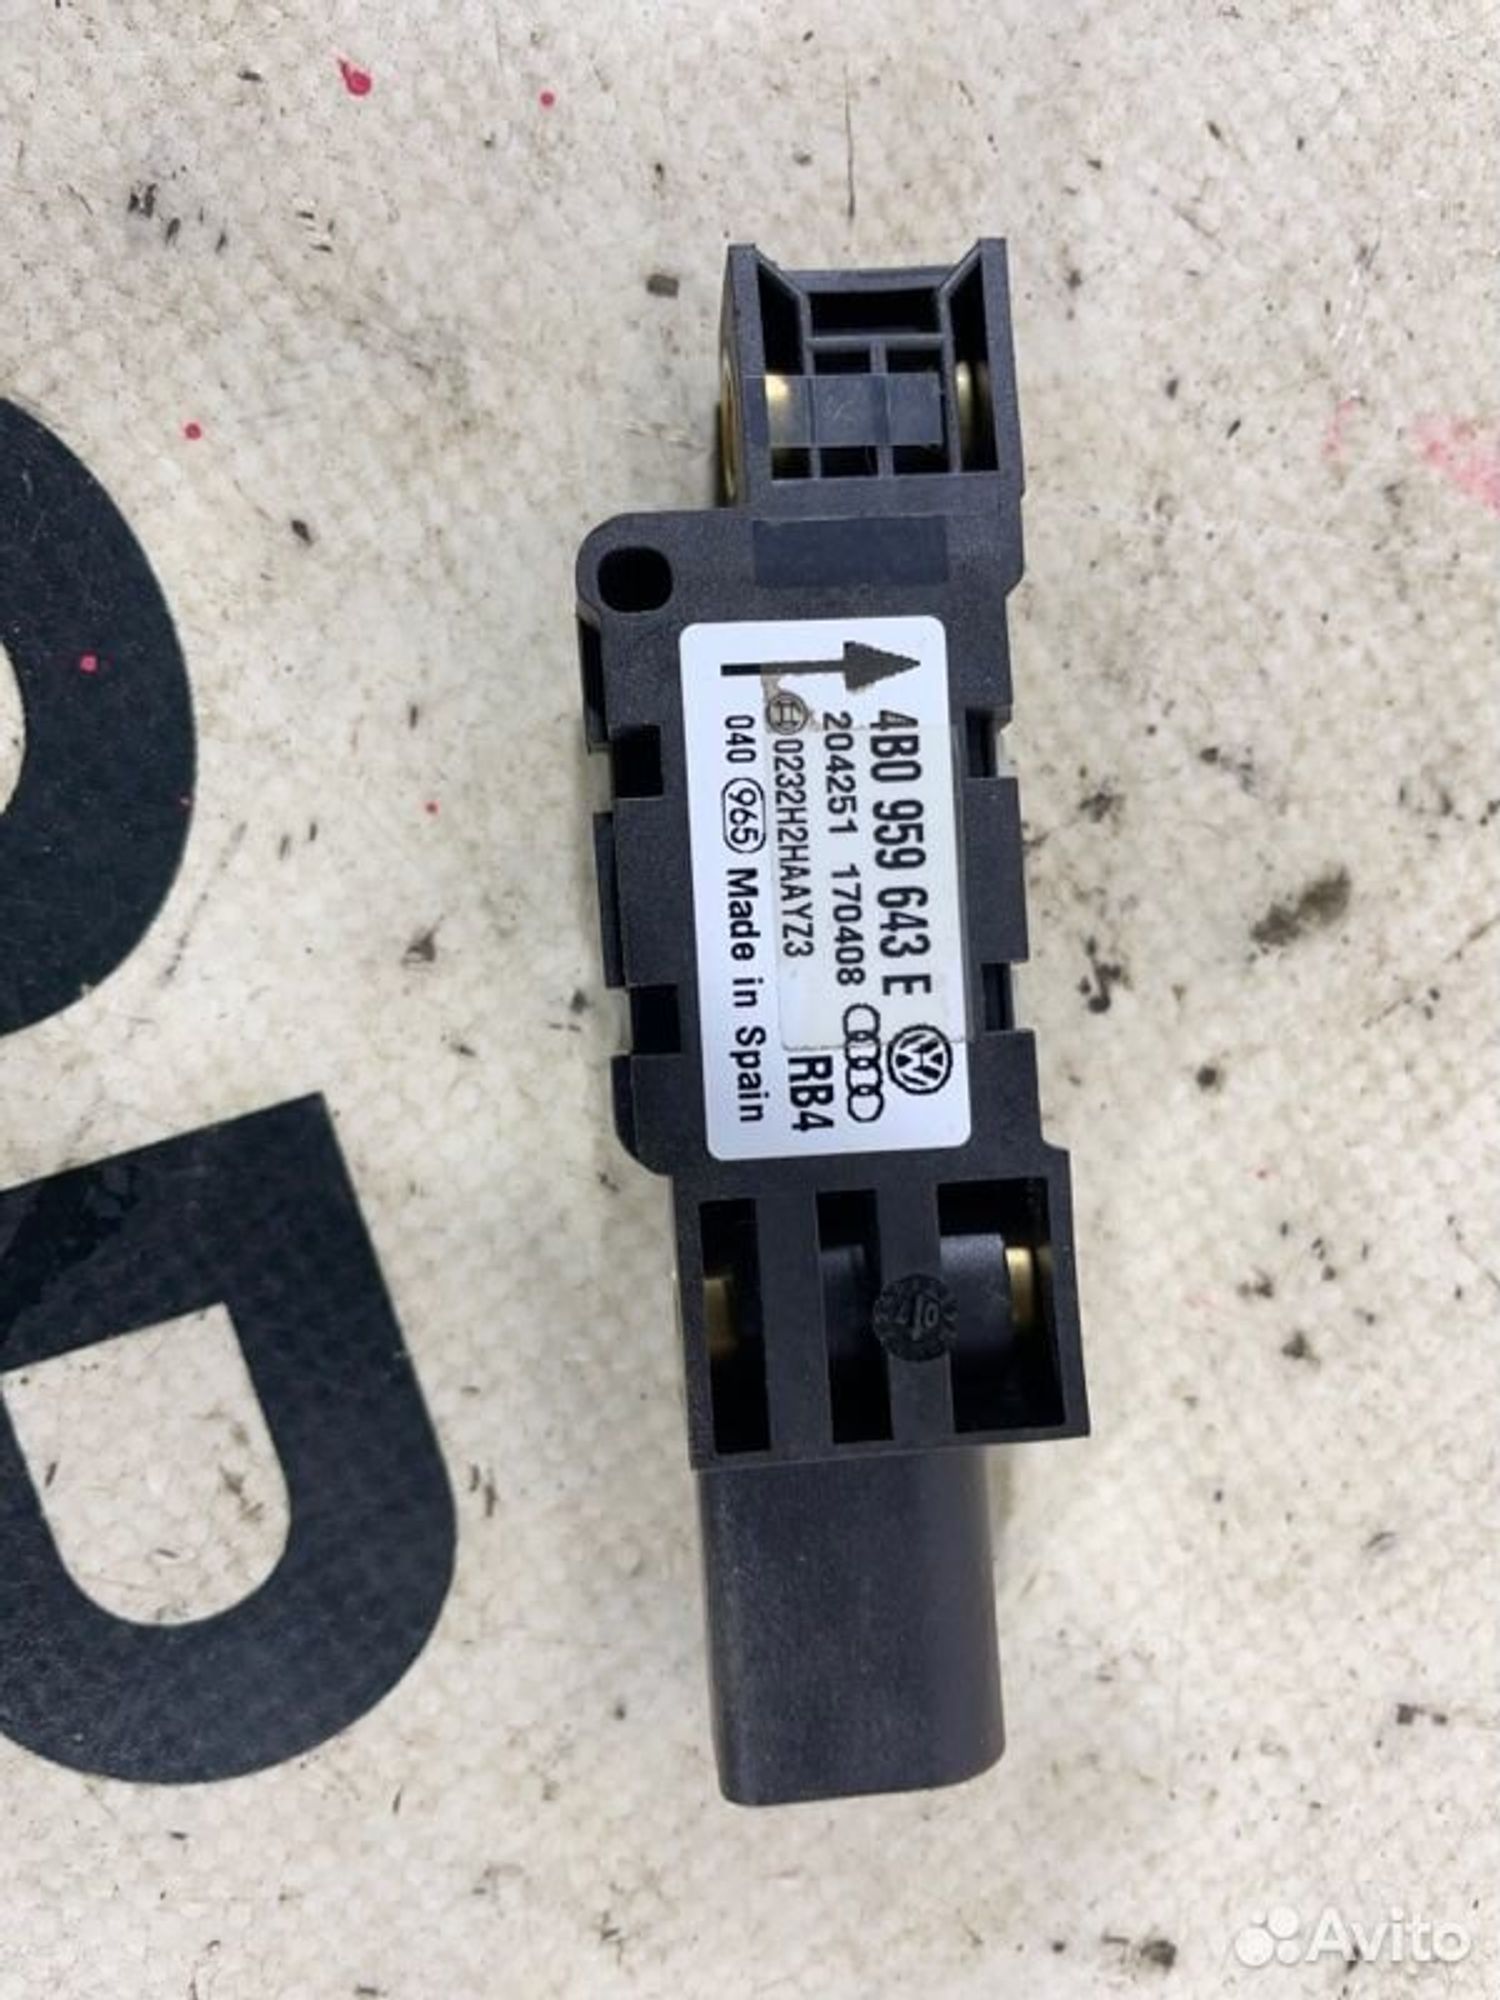 4B0 959 643 E
204251 170408
0232H2HAAYZ3 RB4
040 965 Made in Spain
Avito